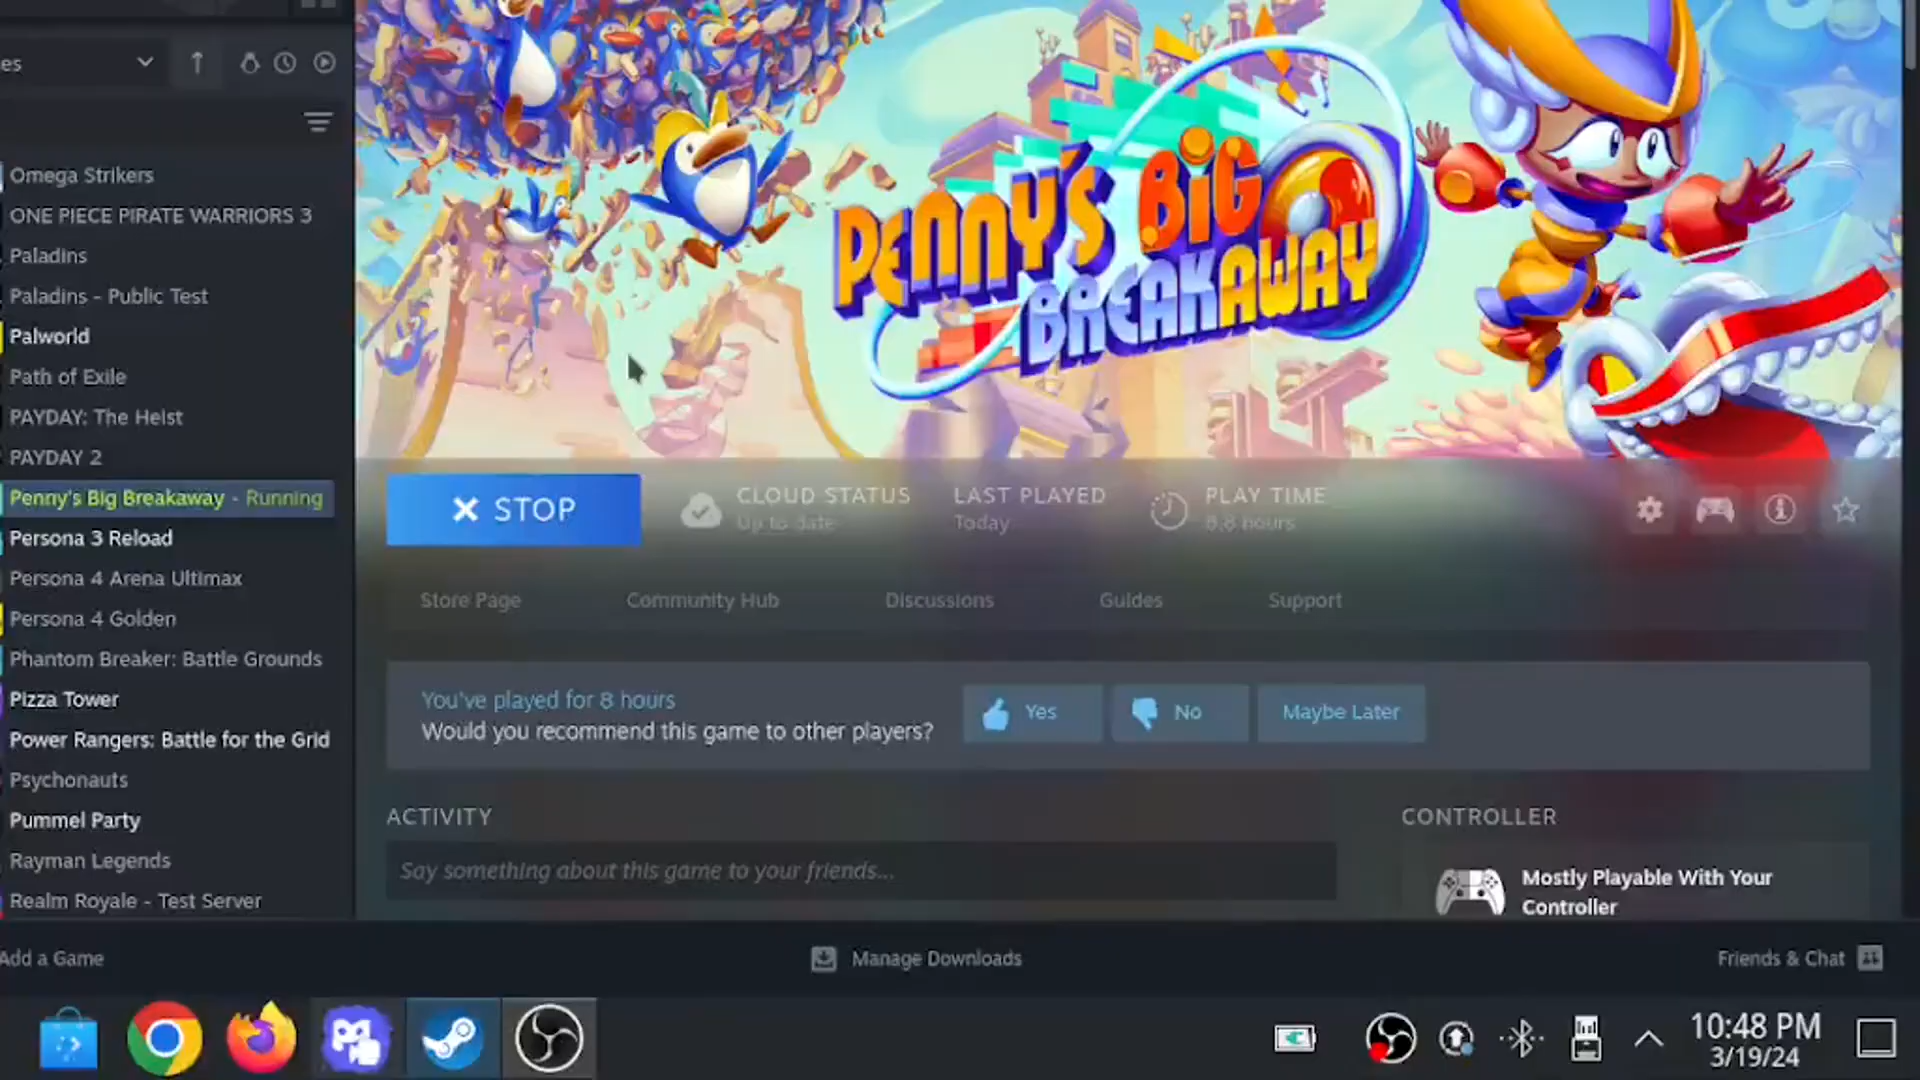 es
Omega Strikers
ONE PIECE PIRATE WARRIORS 3
Paladins
Paladins - Public Test
Palworld
Path of Exile
PAYDAY: The Heist
PAYDAY 2
Penny's Big Breakaway - Running
Persona 3 Reload
Persona 4 Arena Ultimax
Persona 4 Golden
Phantom Breaker: Battle Grounds
Pizza Tower
Power Rangers: Battle for the Grid
Psychonauts
Pummel Party
Rayman Legends
Realm Royale - Test Server
Add a Game
PENNY'S BIG
BREAKAWAY
STOP
CLOUD STATUS
Up to date
LAST PLAYED
Today
PLAY TIME
8.8 hours
Store Page
Community Hub
Discussions
Guides
Support
You've played for 8 hours
Would you recommend this game to other players?
Yes
No
Maybe Later
ACTIVITY
Say something about this game to your friends...
CONTROLLER
Mostly Playable With Your
Controller
Manage Downloads
Friends & Chat
10:48 PM
3/19/24